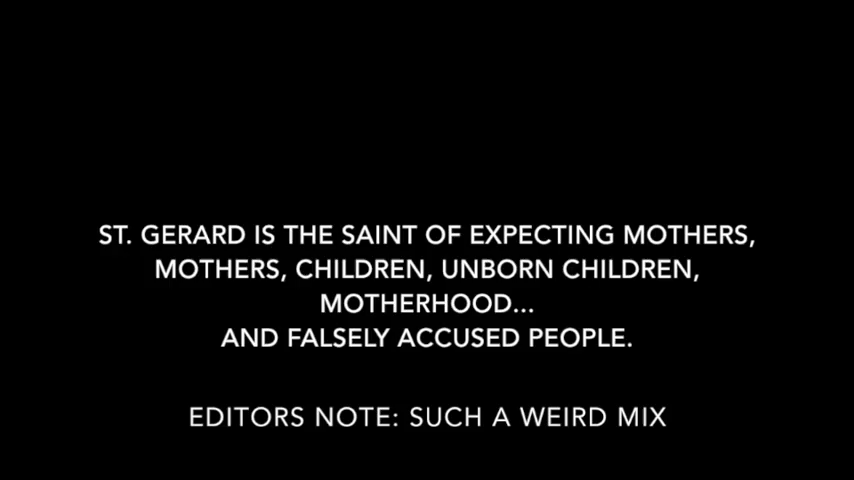 ST. GERARD IS THE SAINT OF EXPECTING MOTHERS,
MOTHERS, CHILDREN, UNBORN CHILDREN,
MOTHERHOOD...
AND FALSELY ACCUSED PEOPLE.
EDITORS NOTE: SUCH A WEIRD MIX